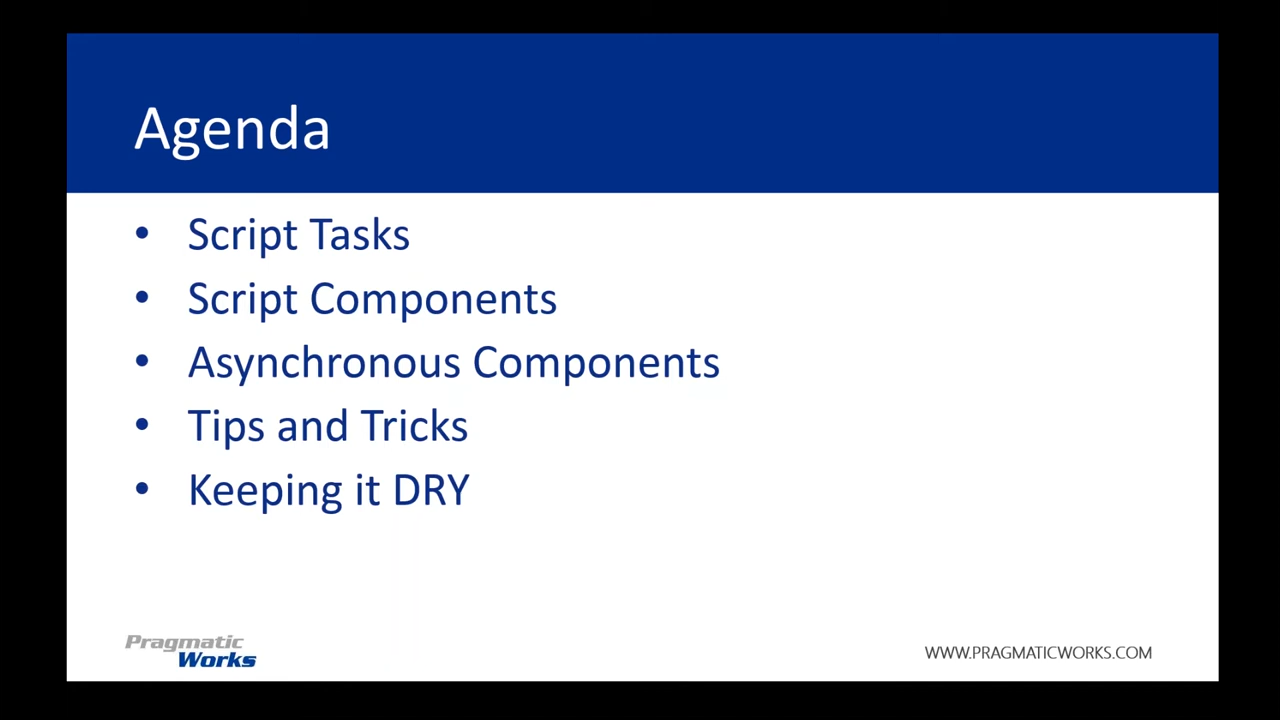 Agenda
• Script Tasks
• Script Components
• Asynchronous Components
• Tips and Tricks
• Keeping it DRY
Pragmatic
Works
WWW.PRAGMATICWORKS.COM